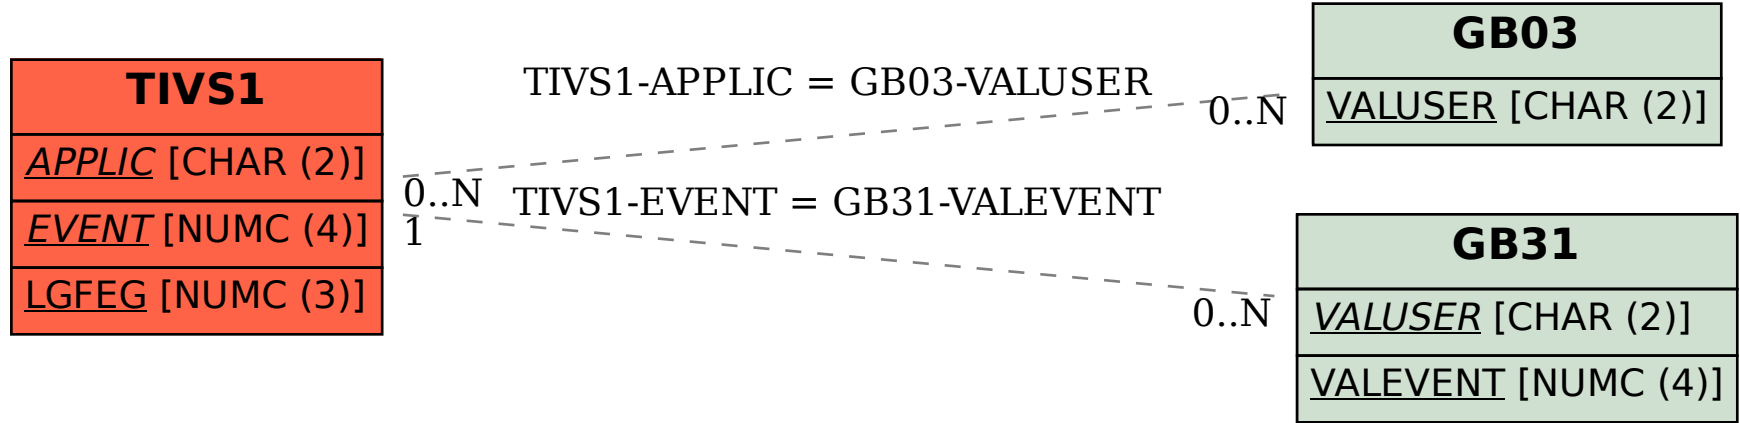 TIVS1
APPLIC [CHAR (2)]
EVENT [NUMC (4)]
LGFEG [NUMC (3)]
TIVS1-APPLIC = GB03-VALUSER
0..N
0..N
TIVS1-EVENT = GB31-VALEVENT
1
0..N
GB03
VALUSER [CHAR (2)]
GB31
VALUSER [CHAR (2)]
VALEVENT [NUMC (4)]